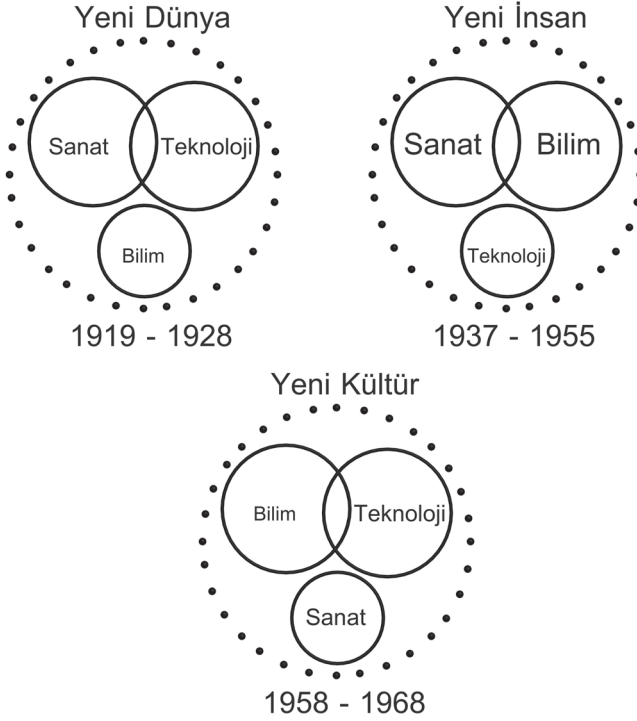 Yeni Dünya
Sanat
Teknoloji
Bilim
1919 - 1928
Yeni İnsan
Sanat
Bilim
Teknoloji
1937 - 1955
Yeni Kültür
Bilim
Teknoloji
Sanat
1958 - 1968